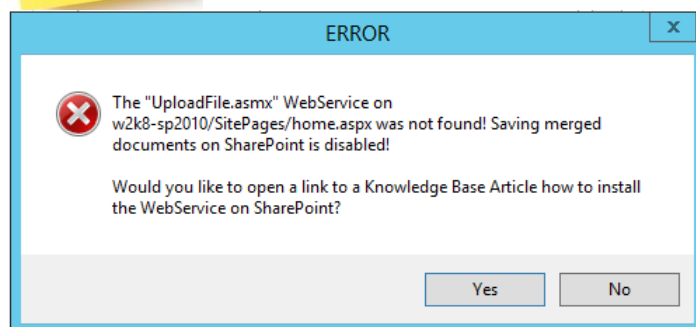 ERROR
x
The "UploadFile.asmx" WebService on
w2k8-sp2010/SitePages/home.aspx was not found! Saving merged
documents on SharePoint is disabled!
Would you like to open a link to a Knowledge Base Article how to install
the WebService on SharePoint?
Yes
No